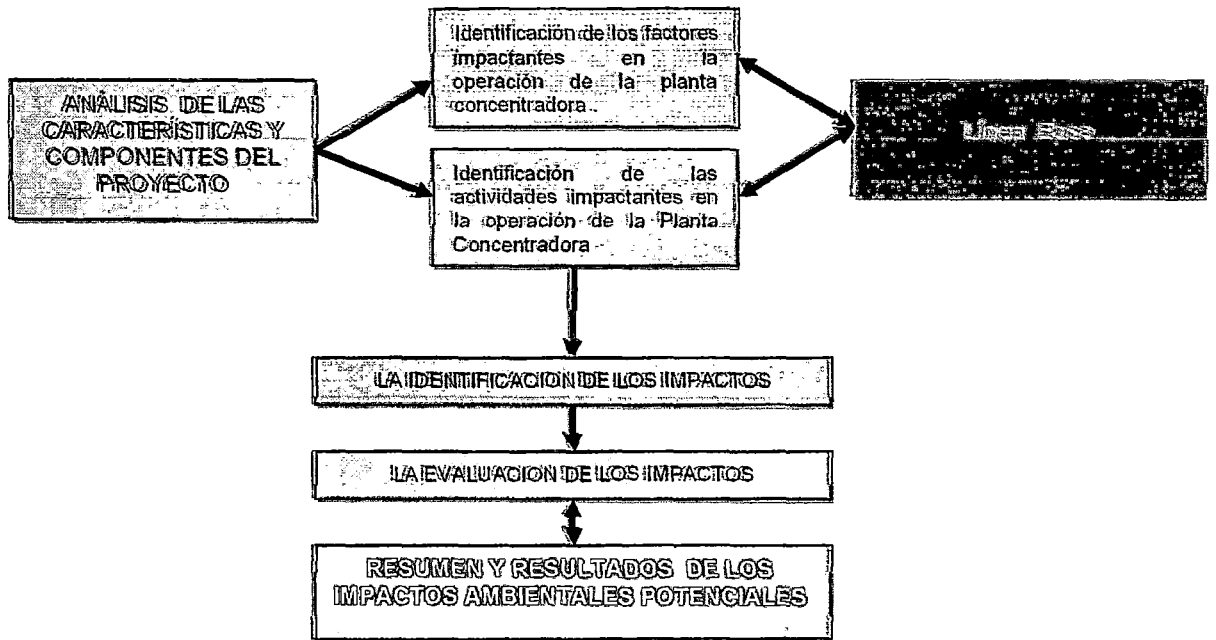 Identificación de los factores
impactantes en la
operación de la planta
concentradora
ANÁLISIS DE LAS
CARACTERÍSTICAS Y
COMPONENTES DEL
PROYECTO
Línea Base
Identificación de las
actividades impactantes en
la operación de la Planta
Concentradora
LA IDENTIFICACION DE LOS IMPACTOS
LA EVALUACION DE LOS IMPACTOS
RESUMEN Y RESULTADOS DE LOS
IMPACTOS AMBIENTALES POTENCIALES